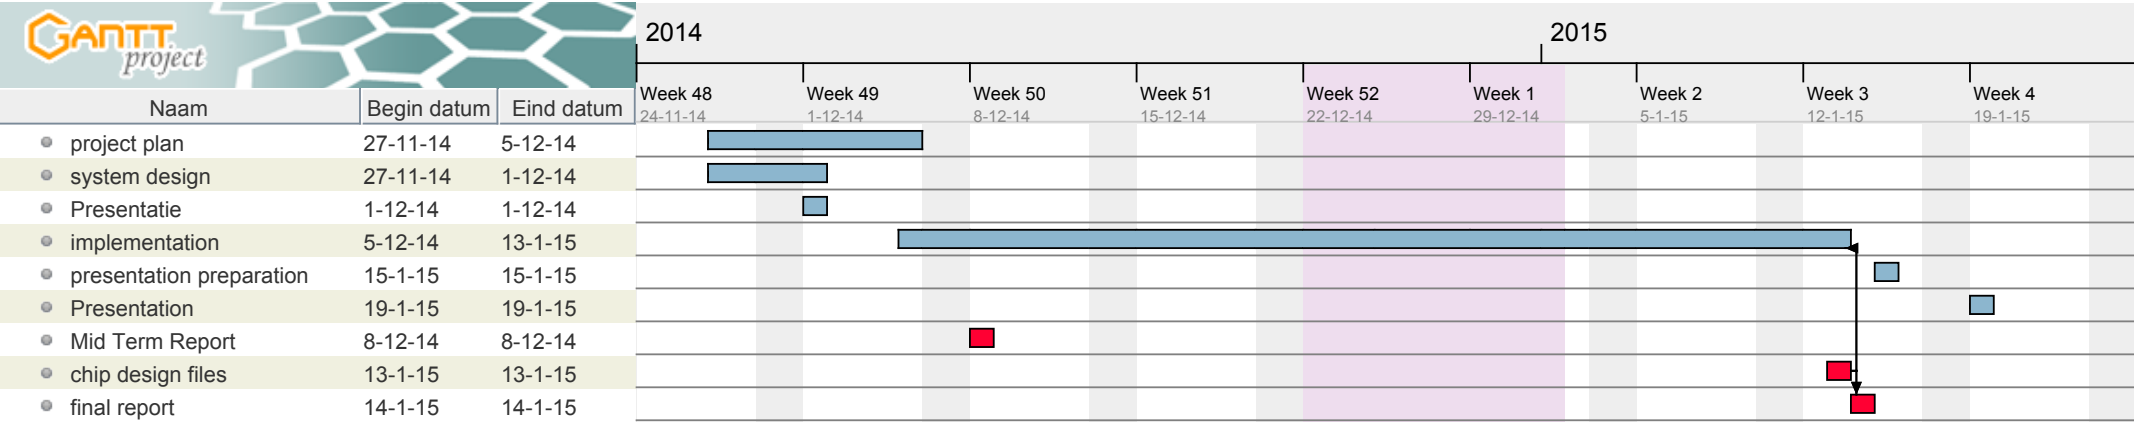 GANTT project
2014 2015
Week 48 Week 49 Week 50 Week 51 Week 52 Week 1 Week 2 Week 3 Week 4
24-11-14 1-12-14 8-12-14 15-12-14 22-12-14 29-12-14 5-1-15 12-1-15 19-1-15
Naam Begin datum Eind datum
project plan 27-11-14 5-12-14
system design 27-11-14 1-12-14
Presentatie 1-12-14 1-12-14
implementation 5-12-14 13-1-15
presentation preparation 15-1-15 15-1-15
Presentation 19-1-15 19-1-15
Mid Term Report 8-12-14 8-12-14
chip design files 13-1-15 13-1-15
final report 14-1-15 14-1-15